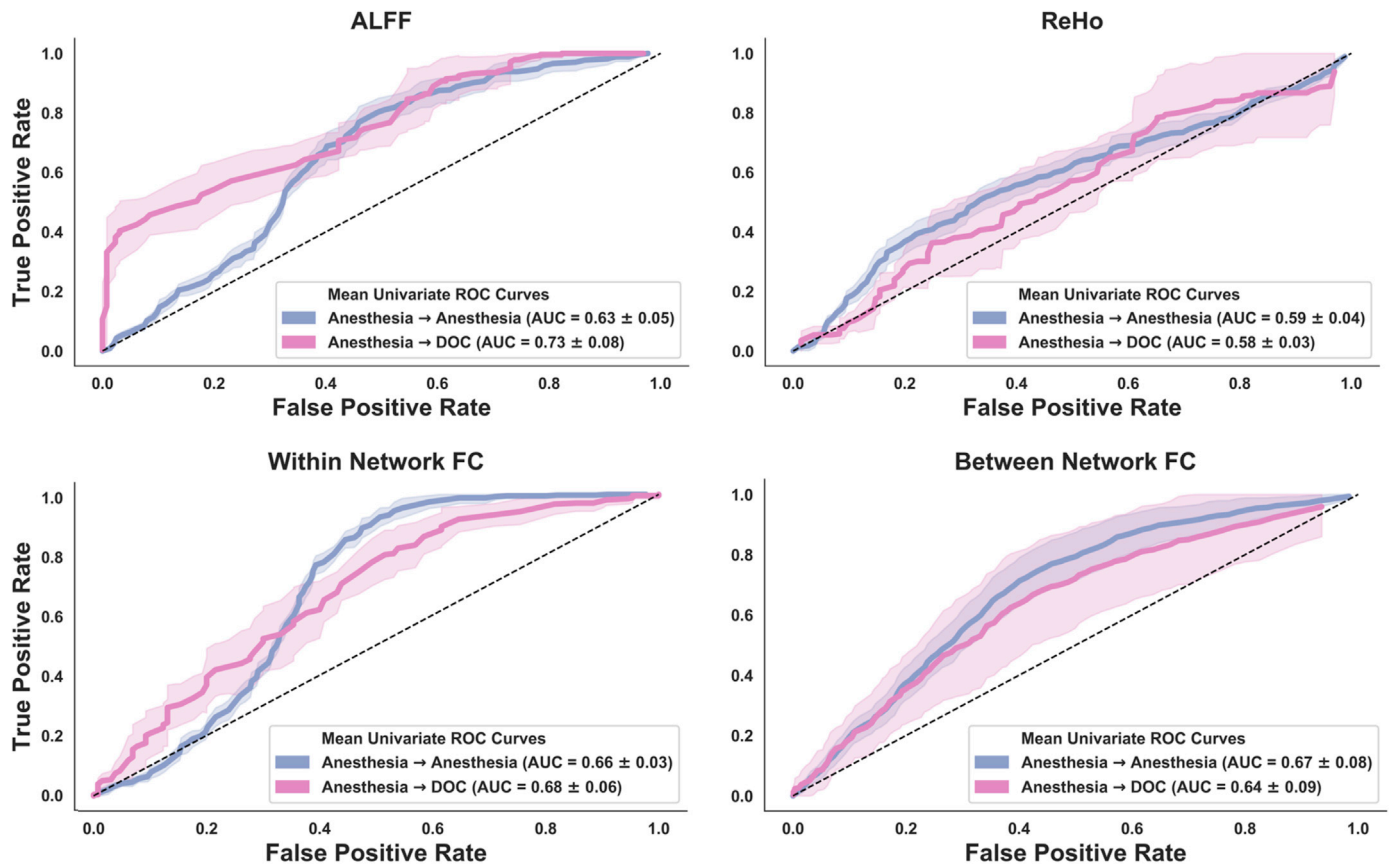 ALFF
1.0
0.8
0.6
0.4
0.2
0.0
True Positive Rate
Mean Univariate ROC Curves
Anesthesia → Anesthesia (AUC = 0.63 ± 0.05)
Anesthesia → DOC (AUC = 0.73 ± 0.08)
0.0 0.2 0.4 0.6 0.8 1.0
False Positive Rate
ReHo
1.0
0.8
0.6
0.4
0.2
0.0
Mean Univariate ROC Curves
Anesthesia → Anesthesia (AUC = 0.59 ± 0.04)
Anesthesia → DOC (AUC = 0.58 ± 0.03)
0.0 0.2 0.4 0.6 0.8 1.0
False Positive Rate
Within Network FC
1.0
0.8
0.6
0.4
0.2
0.0
True Positive Rate
Mean Univariate ROC Curves
Anesthesia → Anesthesia (AUC = 0.66 ± 0.03)
Anesthesia → DOC (AUC = 0.68 ± 0.06)
0.0 0.2 0.4 0.6 0.8 1.0
False Positive Rate
Between Network FC
1.0
0.8
0.6
0.4
0.2
0.0
Mean Univariate ROC Curves
Anesthesia → Anesthesia (AUC = 0.67 ± 0.08)
Anesthesia → DOC (AUC = 0.64 ± 0.09)
0.0 0.2 0.4 0.6 0.8 1.0
False Positive Rate